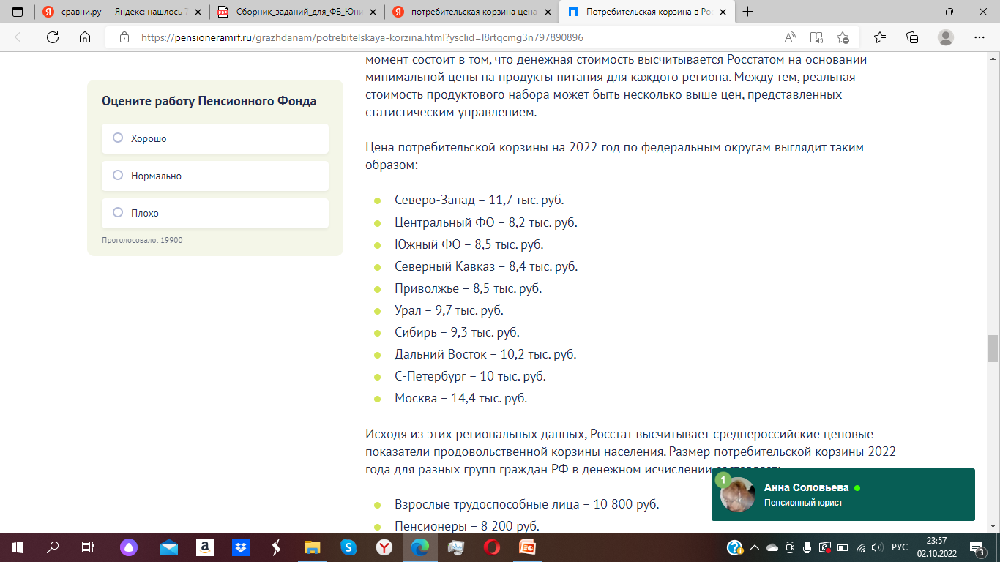 сравни.ру — Яндекс: нашлось
Сборник_заданий_для_ФБ_Юни
потребительская корзина цена
Потребительская корзина в Рос
https://pensioneramrf.ru/grazhdanam/potrebitelskaya-korzina.html?ysclid=l8rtqcmg3n797890896
момент состоит в том, что денежная стоимость высчитывается Росстатом на основании
минимальной цены на продукты питания для каждого региона. Между тем, реальная
стоимость продуктового набора может быть несколько выше цен, представленных
статистическим управлением.
Оцените работу Пенсионного Фонда
Хорошо
Нормально
Плохо
Проголосовало: 19900
Цена потребительской корзины на 2022 год по федеральным округам выглядит таким
образом:
Северо-Запад – 11,7 тыс. руб.
Центральный ФО – 8,2 тыс. руб.
Южный ФО – 8,5 тыс. руб.
Северный Кавказ – 8,4 тыс. руб.
Приволжье – 8,5 тыс. руб.
Урал – 9,7 тыс. руб.
Сибирь – 9,3 тыс. руб.
Дальний Восток – 10,2 тыс. руб.
С-Петербург – 10 тыс. руб.
Москва – 14,4 тыс. руб.
Исходя из этих региональных данных, Росстат высчитывает среднероссийские ценовые
показатели продовольственной корзины населения. Размер потребительской корзины 2022
года для разных групп граждан РФ в денежном исчислении
Взрослые трудоспособные лица – 10 800 руб.
Пенсионеры – 8 200 руб.
1
Анна Соловьёва
Пенсионный юрист
РУС
23:57
02.10.2022
3